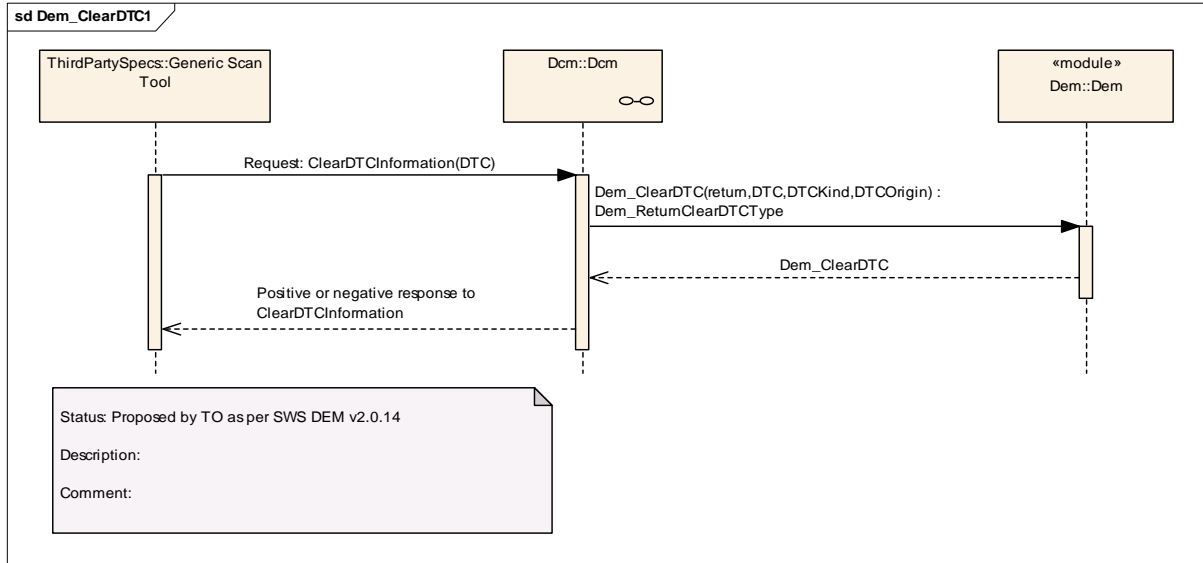 sd Dem_ClearDTC1
ThirdPartySpecs::Generic Scan
Tool
Dcm::Dcm
«module»
Dem::Dem
Request: ClearDTCInformation(DTC)
Dem_ClearDTC(return,DTC,DTCKind,DTCOrigin) :
Dem_ReturnClearDTCType
Dem_ClearDTC
Positive or negative response to
ClearDTCInformation
Status: Proposed by TO as per SWS DEM v2.0.14
Description:
Comment: